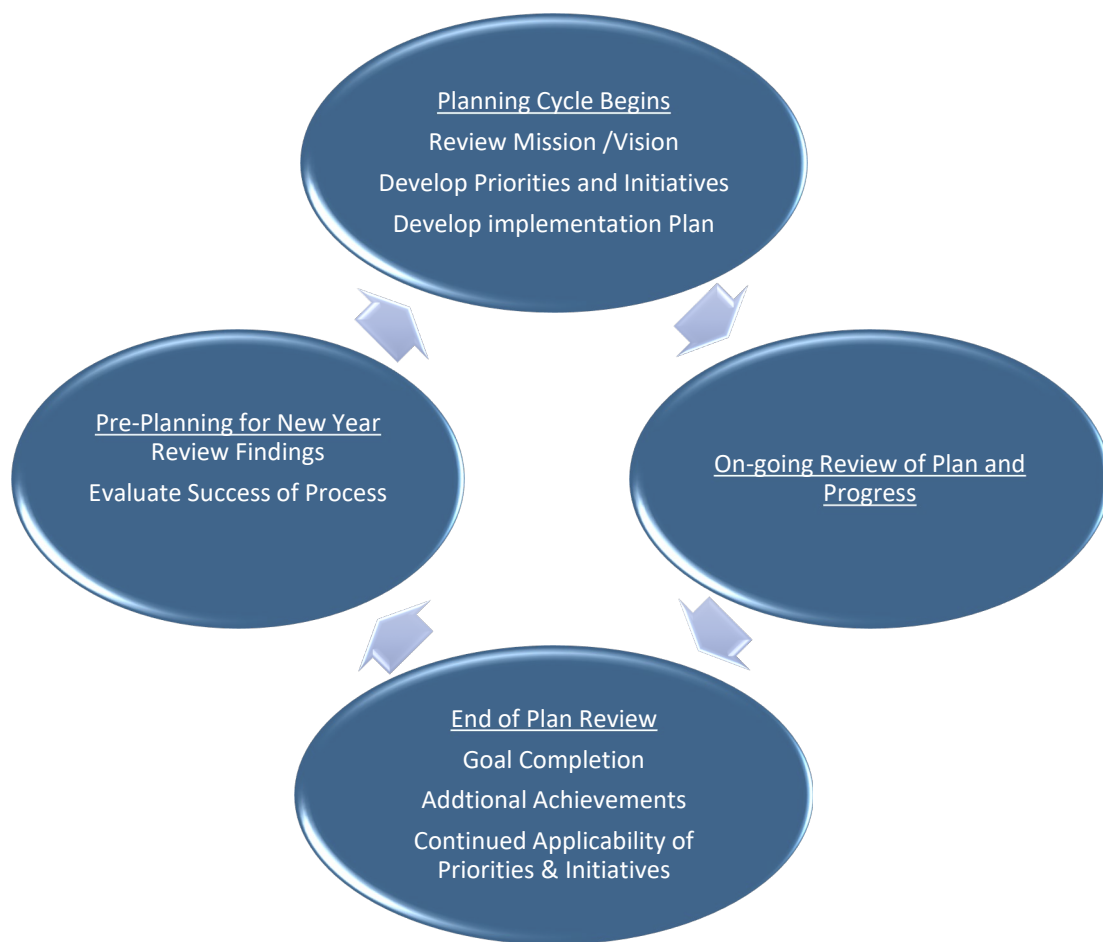 Planning Cycle Begins
Review Mission /Vision
Develop Priorities and Initiatives
Develop implementation Plan
Pre-Planning for New Year
Review Findings
Evaluate Success of Process
On-going Review of Plan and
Progress
End of Plan Review
Goal Completion
Addtional Achievements
Continued Applicability of
Priorities & Initiatives